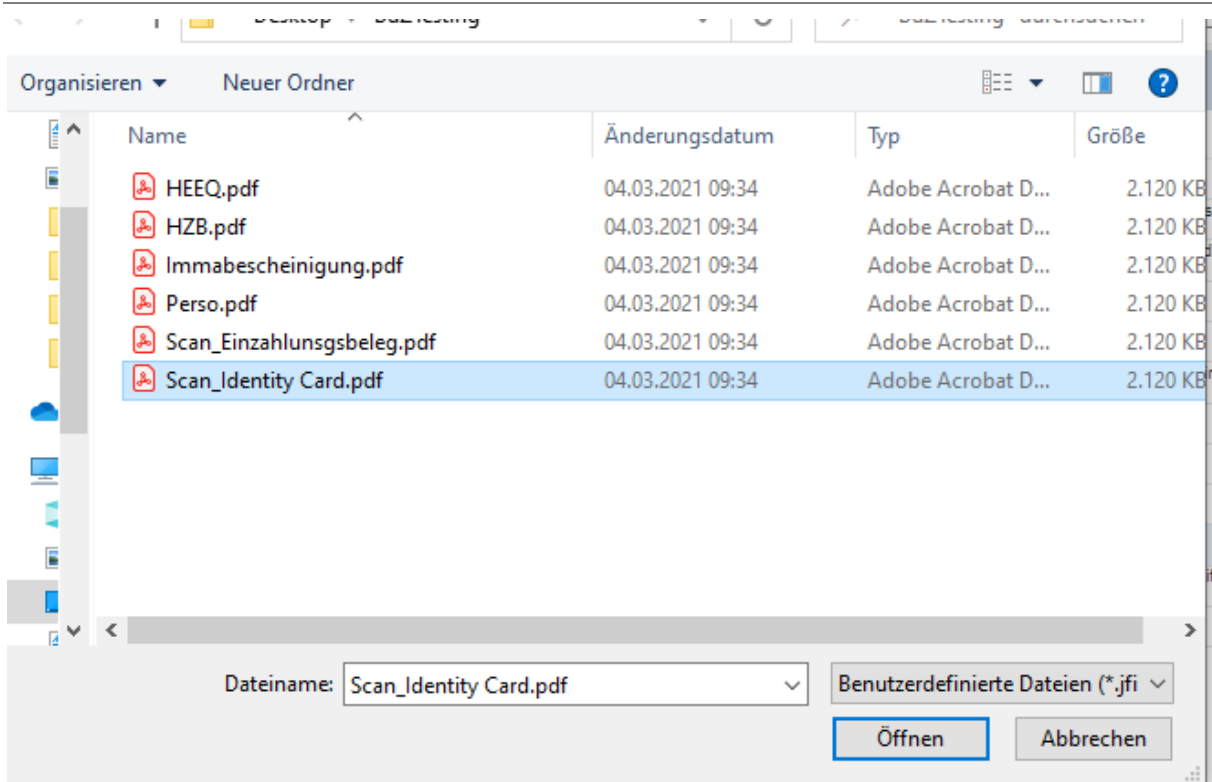 Desktop
Organisieren Neuer Ordner
Name Änderungsdatum Typ Größe
HEEQ.pdf 04.03.2021 09:34 Adobe Acrobat D... 2.120 KB
HZB.pdf 04.03.2021 09:34 Adobe Acrobat D... 2.120 KB
Immabescheinigung.pdf 04.03.2021 09:34 Adobe Acrobat D... 2.120 KB
Perso.pdf 04.03.2021 09:34 Adobe Acrobat D... 2.120 KB
Scan_Einzahlunsgsbeleg.pdf 04.03.2021 09:34 Adobe Acrobat D... 2.120 KB
Scan_Identity Card.pdf 04.03.2021 09:34 Adobe Acrobat D... 2.120 KB
Dateiname: Scan_Identity Card.pdf Benutzerdefinierte Dateien (*.jfi
Öffnen Abbrechen